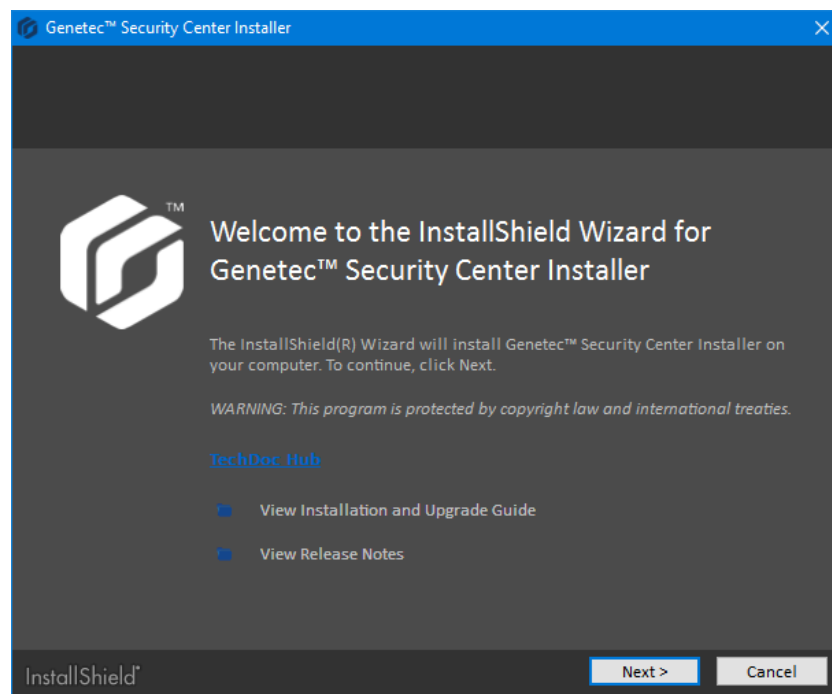 Genetec™ Security Center Installer
TM
Welcome to the InstallShield Wizard for
Genetec™ Security Center Installer
The InstallShield(R) Wizard will install Genetec™ Security Center Installer on
your computer. To continue, click Next.
WARNING: This program is protected by copyright law and international treaties.
TechDoc Hub
View Installation and Upgrade Guide
View Release Notes
InstallShield®
Next >
Cancel